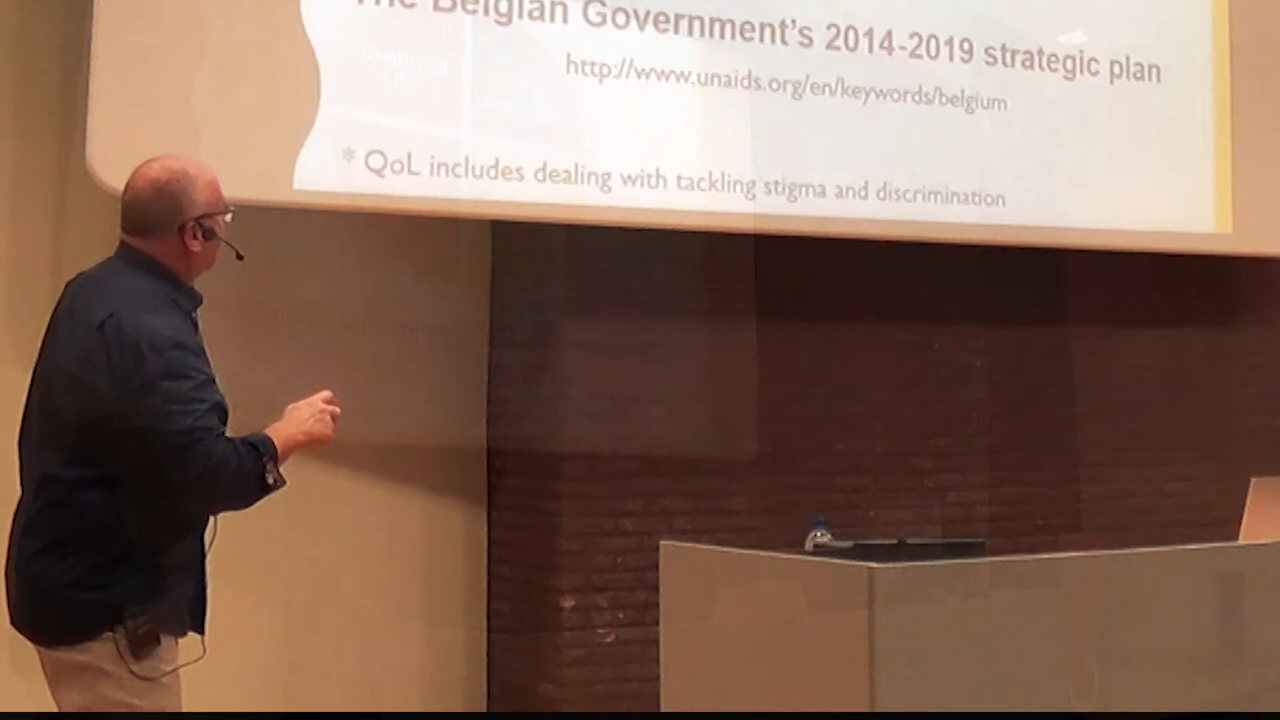 The Belgian Government's 2014-2019 strategic plan
http://www.unaids.org/en/keywords/belgium
* QoL includes dealing with tackling stigma and discrimination